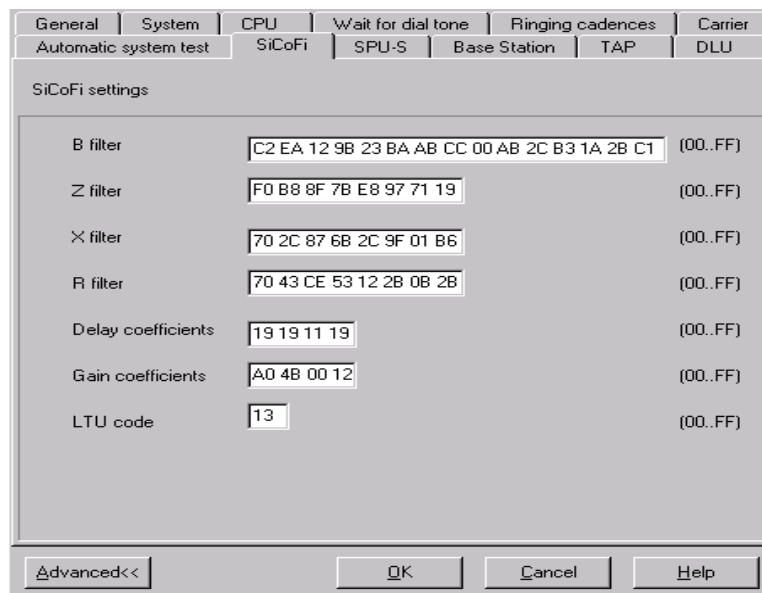 General System CPU Wait for dial tone Ringing cadences Carrier
Automatic system test SiCoFi SPU-S Base Station TAP DLU
SiCoFi settings
B filter C2 EA 12 9B 23 BA AB CC 00 AB 2C B3 1A 2B C1 (00..FF)
Z filter F0 B8 8F 7B E8 97 71 19 (00..FF)
X filter 70 2C 87 6B 2C 9F 01 B6 (00..FF)
R filter 70 43 CE 53 12 2B 0B 2B (00..FF)
Delay coefficients 19 19 11 19 (00..FF)
Gain coefficients A0 4B 00 12 (00..FF)
LTU code 13 (00..FF)
Advanced<< OK Cancel Help